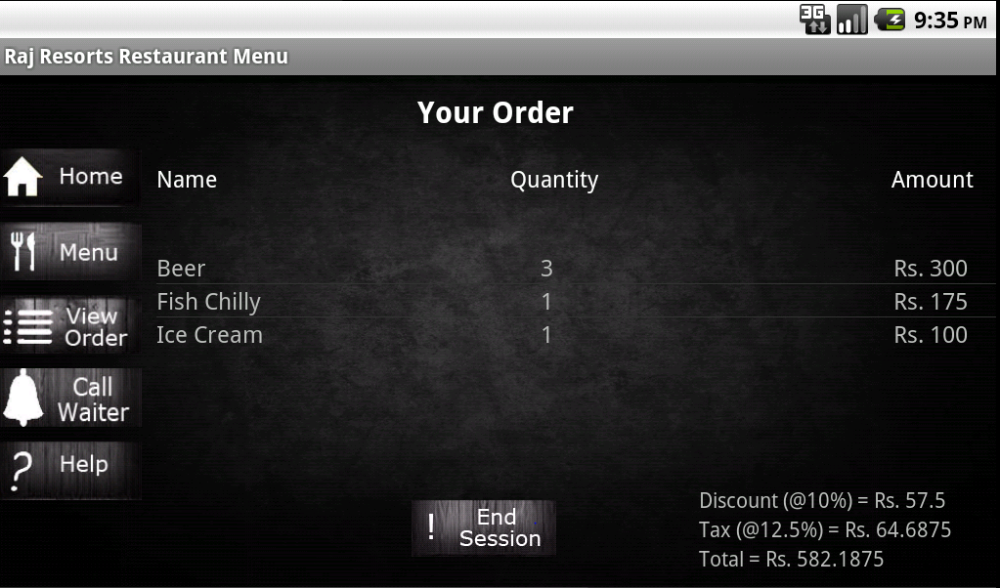 3G 9:35 PM
Raj Resorts Restaurant Menu
Your Order
Home
Menu
View
Order
Call
Waiter
Help
Name Quantity Amount
Beer 3 Rs. 300
Fish Chilly 1 Rs. 175
Ice Cream 1 Rs. 100
! End
Session
Discount (@10%) = Rs. 57.5
Tax (@12.5%) = Rs. 64.6875
Total = Rs. 582.1875